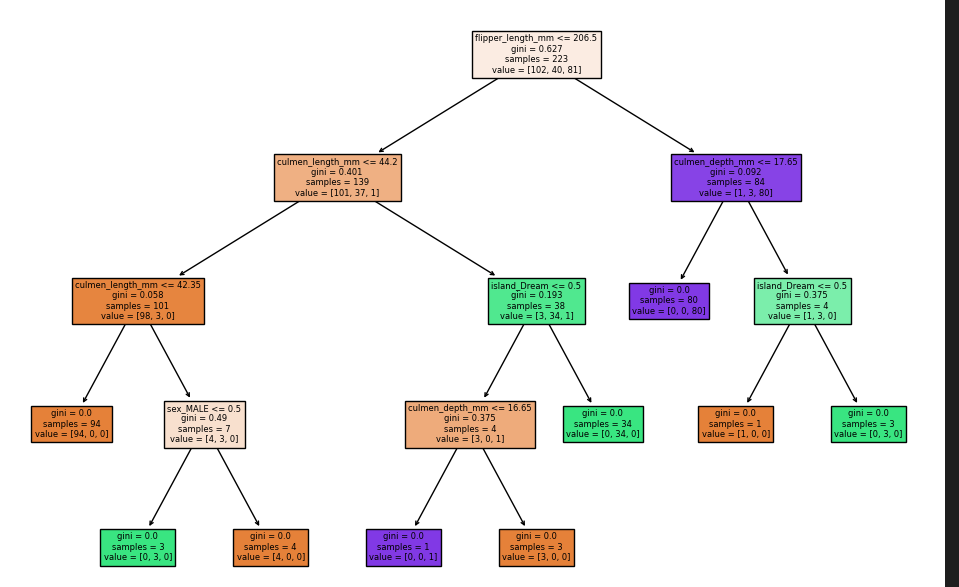 flipper_length_mm <= 206.5
gini = 0.627
samples = 223
value = [102, 40, 81]
culmen_length_mm <= 44.2
gini = 0.401
samples = 139
value = [101, 37, 1]
culmen_depth_mm <= 17.65
gini = 0.092
samples = 84
value = [1, 3, 80]
culmen_length_mm <= 42.35
gini = 0.058
samples = 101
value = [98, 3, 0]
island_Dream <= 0.5
gini = 0.193
samples = 38
value = [3, 34, 1]
gini = 0.0
samples = 80
value = [0, 0, 80]
island_Dream <= 0.5
gini = 0.375
samples = 4
value = [1, 3, 0]
gini = 0.0
samples = 94
value = [94, 0, 0]
sex_MALE <= 0.5
gini = 0.49
samples = 7
value = [4, 3, 0]
culmen_depth_mm <= 16.65
gini = 0.375
samples = 4
value = [3, 0, 1]
gini = 0.0
samples = 34
value = [0, 34, 0]
gini = 0.0
samples = 1
value = [1, 0, 0]
gini = 0.0
samples = 3
value = [0, 3, 0]
gini = 0.0
samples = 3
value = [0, 3, 0]
gini = 0.0
samples = 4
value = [4, 0, 0]
gini = 0.0
samples = 1
value = [0, 0, 1]
gini = 0.0
samples = 3
value = [3, 0, 0]